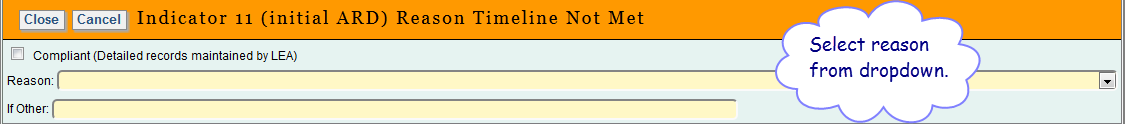 Close Cancel Indicator 11 (initial ARD) Reason Timeline Not Met
Select reason
from dropdown.
Compliant (Detailed records maintained by LEA)
Reason:
If Other: